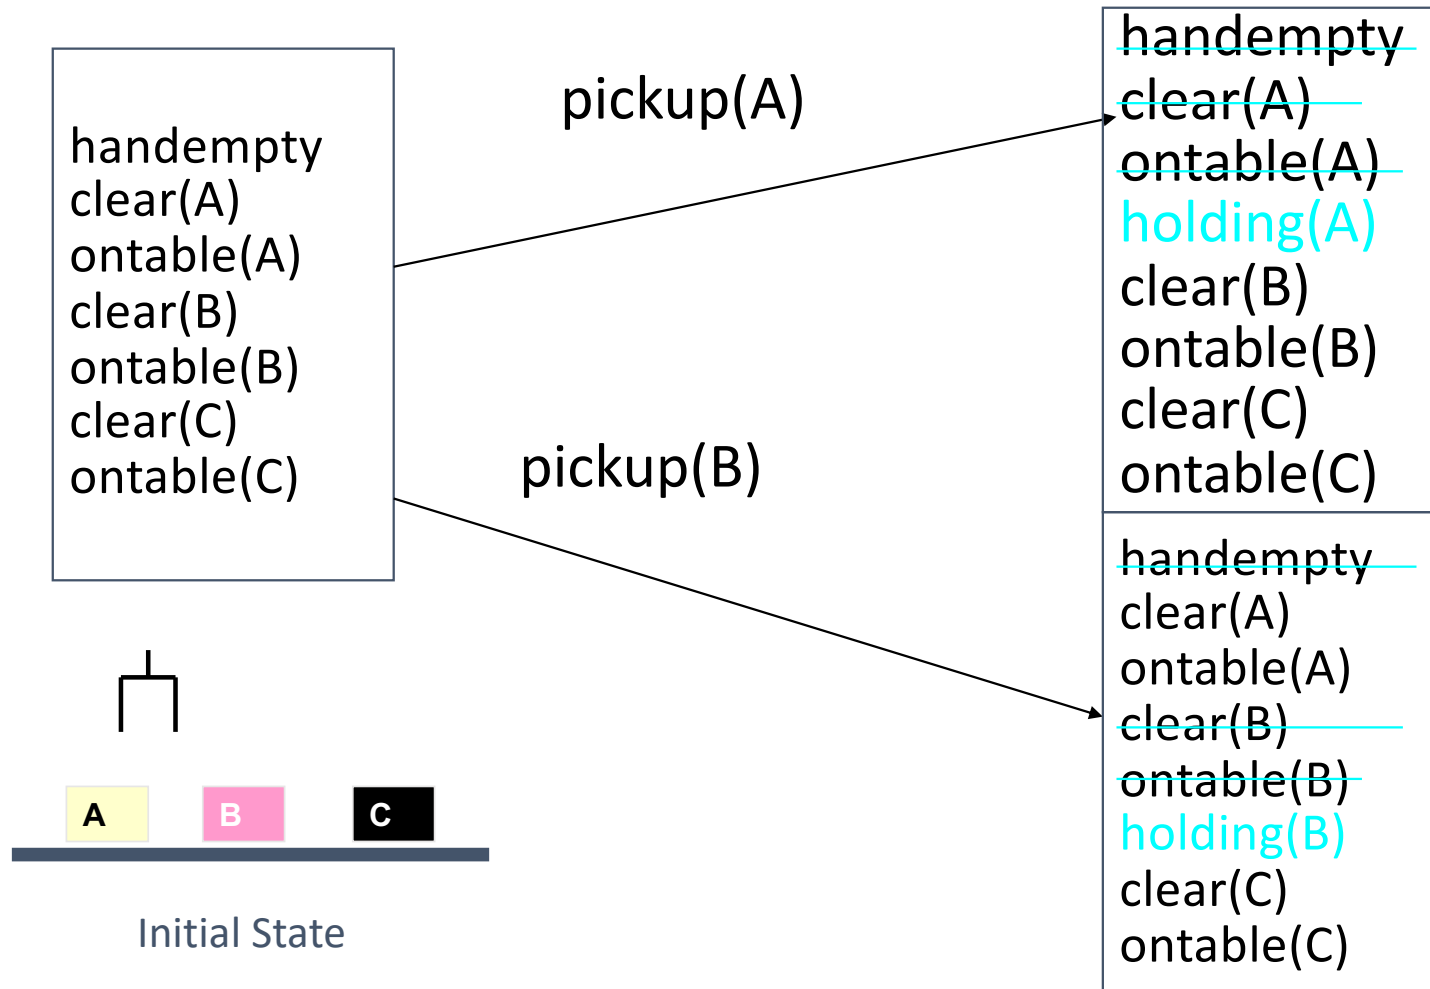 handempty
clear(A)
ontable(A)
clear(B)
ontable(B)
clear(C)
ontable(C)
pickup(A)
pickup(B)
handempty
clear(A)
ontable(A)
holding(A)
clear(B)
ontable(B)
clear(C)
ontable(C)
handempty
clear(A)
ontable(A)
clear(B)
ontable(B)
holding(B)
clear(C)
ontable(C)
A
B
C
Initial State